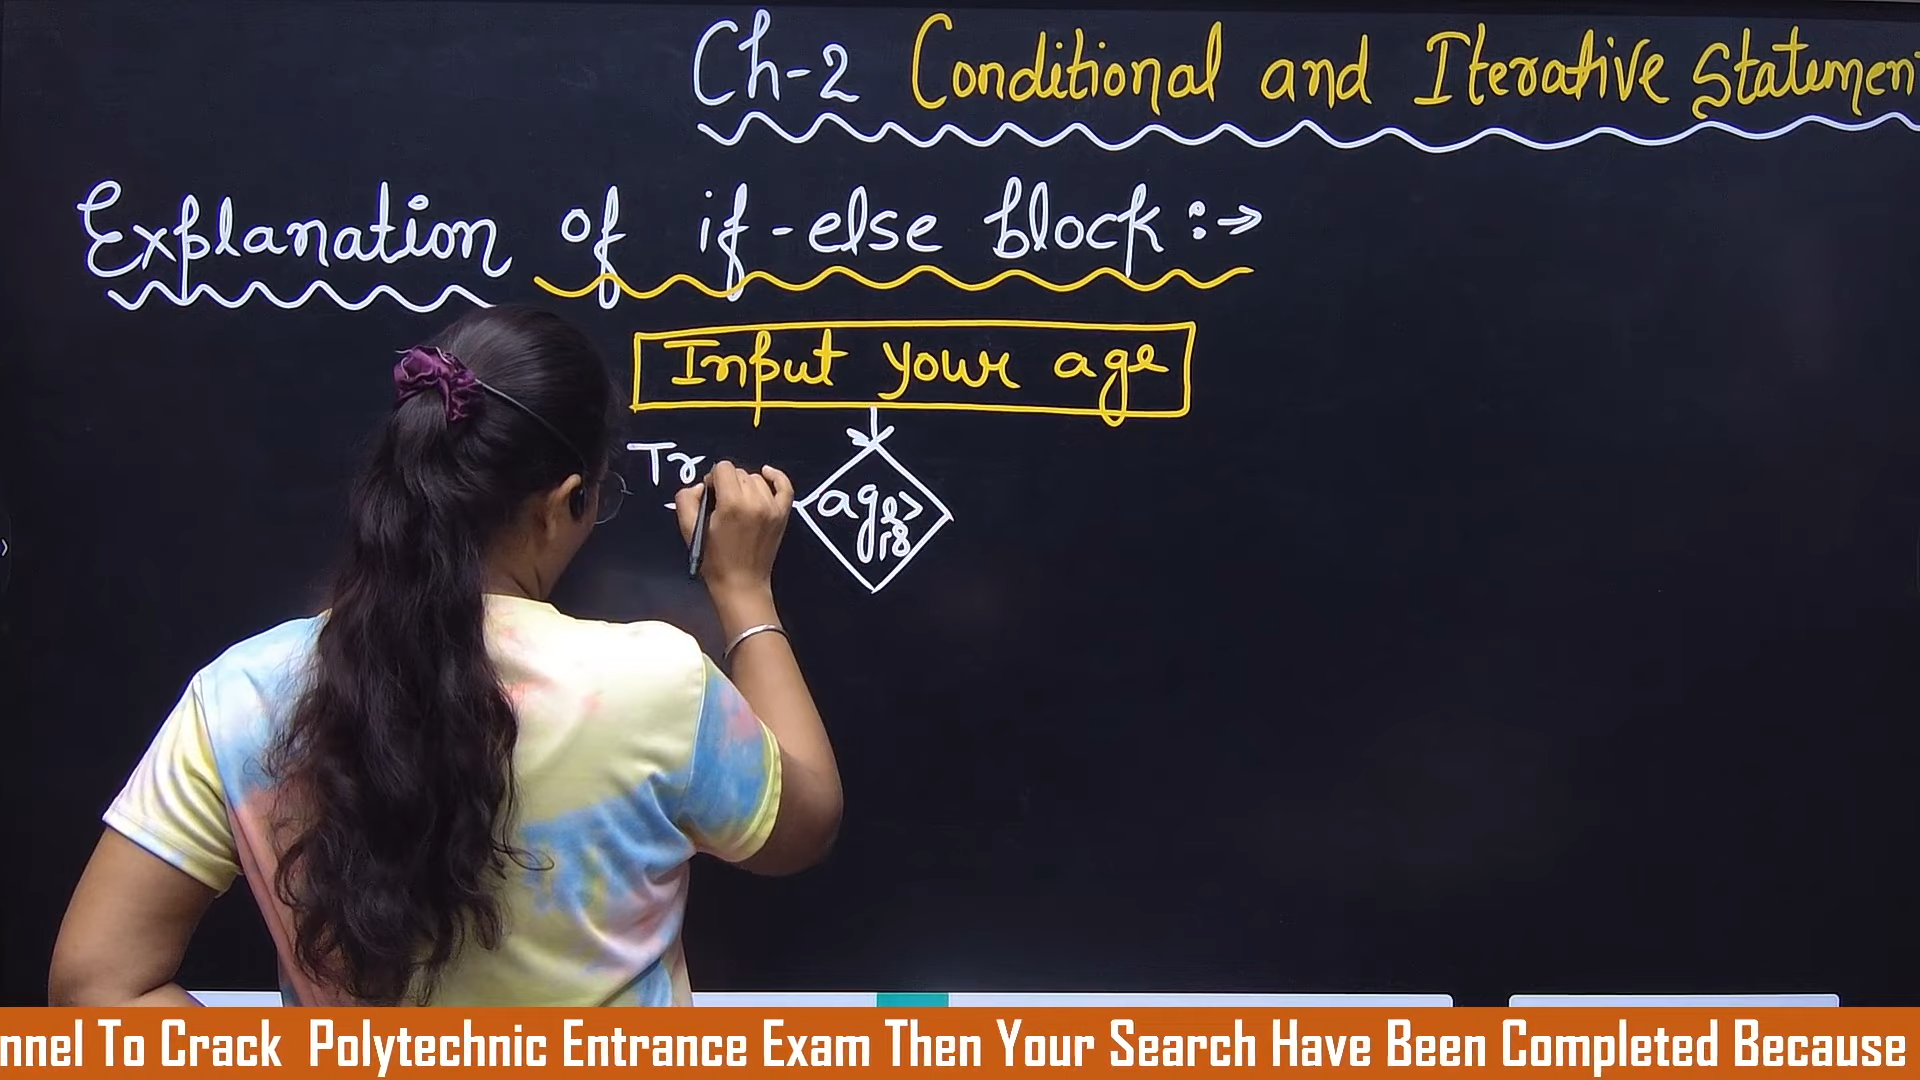 Ch-2 Conditional and Iterative Statemen
Explanation of if-else block :→
Input your age
Tr
age>
18
nnel To Crack Polytechnic Entrance Exam Then Your Search Have Been Completed Because